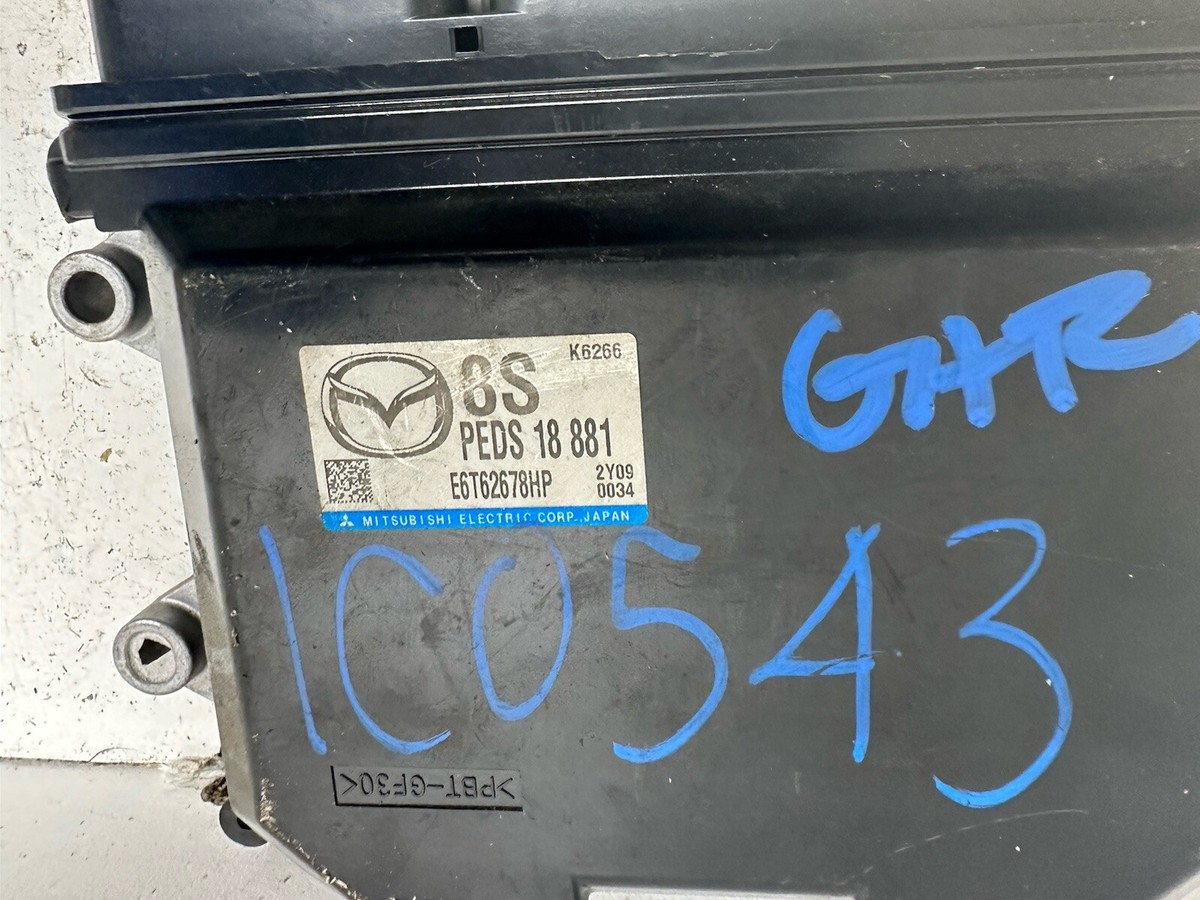 K6266
8S
PEDS 18 881
E6T62678HP
2Y09
0034
MITSUBISHI ELECTRIC CORP.,JAPAN
GHR
1C0543
>PBT-GF30<